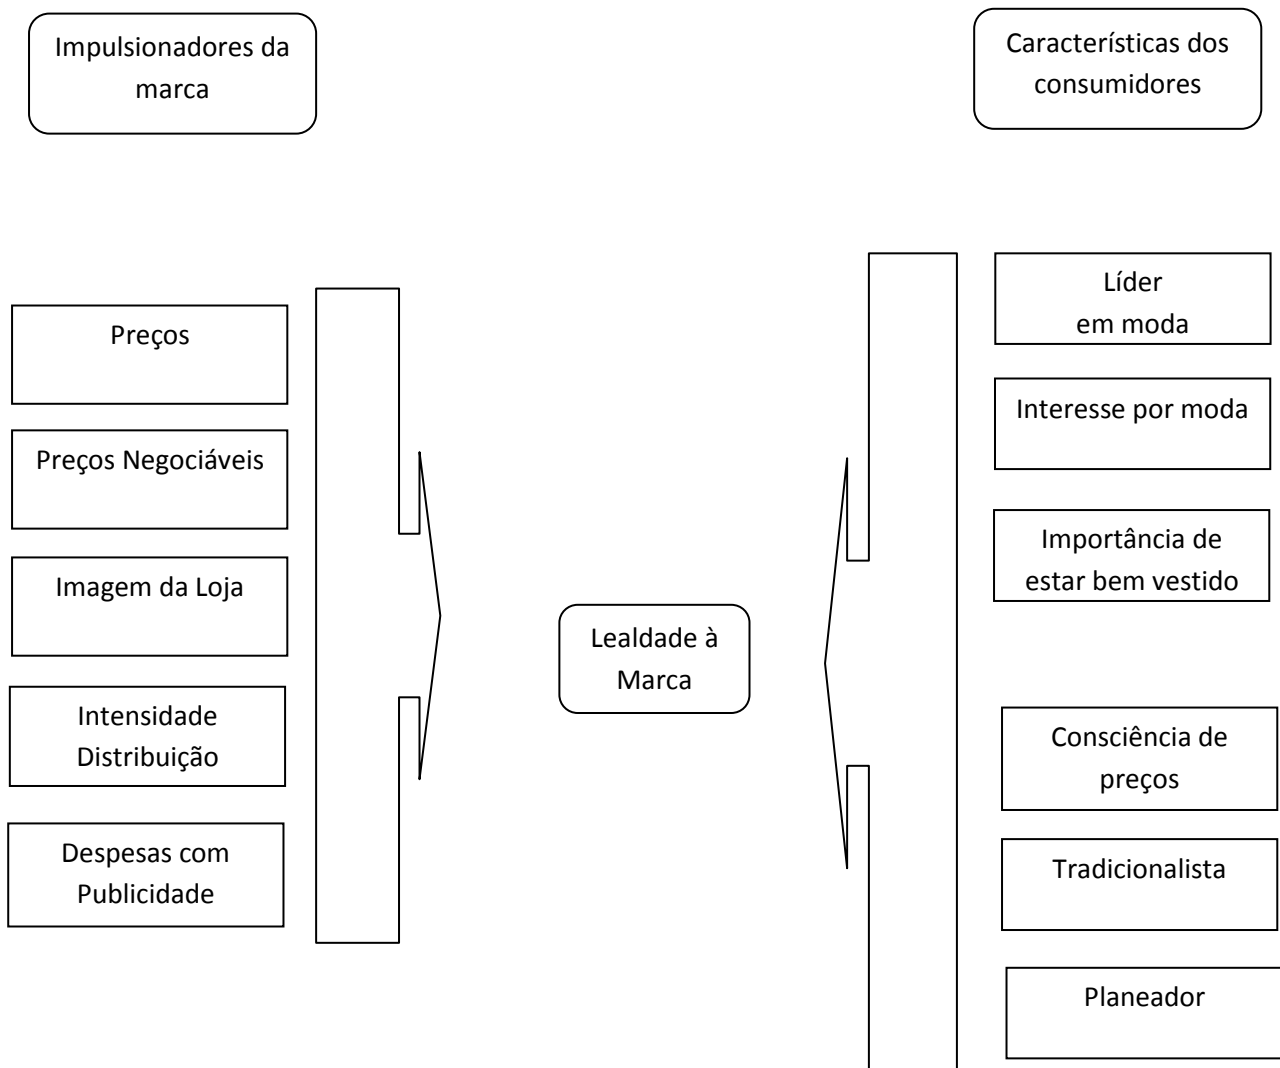 Impulsionadores da
marca
Características dos
consumidores
Preços
Preços Negociáveis
Imagem da Loja
Intensidade
Distribuição
Despesas com
Publicidade
Lealdade à
Marca
Líder
em moda
Interesse por moda
Importância de
estar bem vestido
Consciência de
preços
Tradicionalista
Planeador